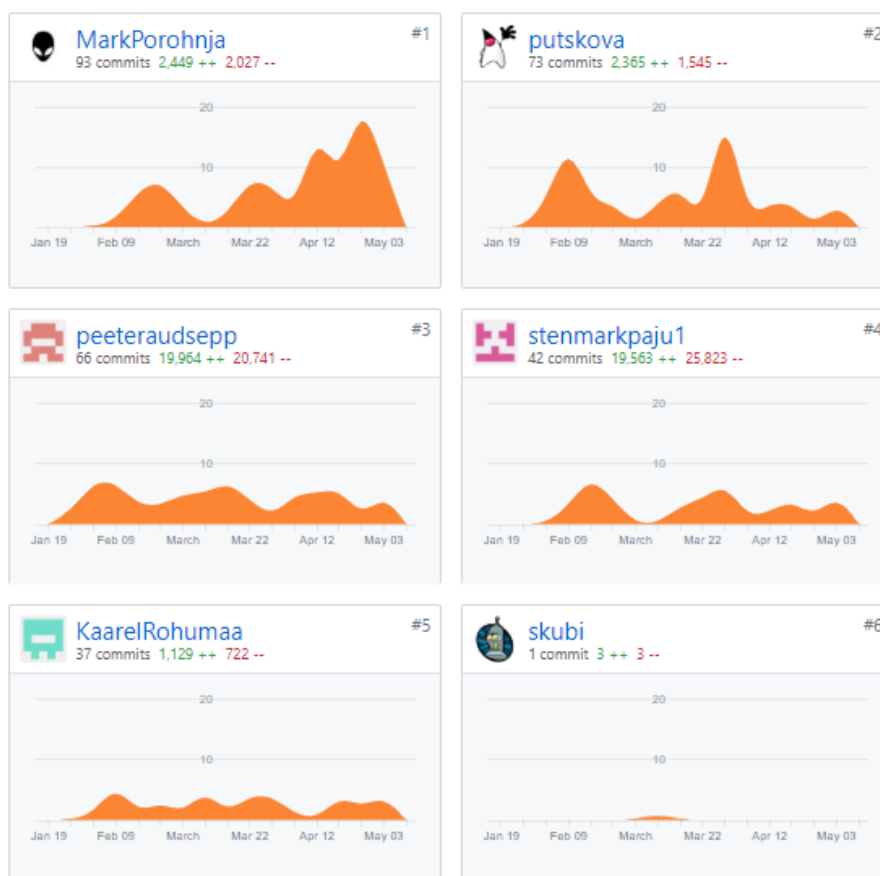 MarkPorohnja #1
93 commits 2,449 ++ 2,027 --
20
10
Jan 19 Feb 09 March Mar 22 Apr 12 May 03
putskova #2
73 commits 2,365 ++ 1,545 --
20
10
Jan 19 Feb 09 March Mar 22 Apr 12 May 03
peeteraudsepp #3
66 commits 19,964 ++ 20,741 --
20
10
Jan 19 Feb 09 March Mar 22 Apr 12 May 03
stenmarkpaju1 #4
42 commits 19,563 ++ 25,823 --
20
10
Jan 19 Feb 09 March Mar 22 Apr 12 May 03
KaarelRohumaa #5
37 commits 1,129 ++ 722 --
20
10
Jan 19 Feb 09 March Mar 22 Apr 12 May 03
skubi #6
1 commit 3 ++ 3 --
20
10
Jan 19 Feb 09 March Mar 22 Apr 12 May 03